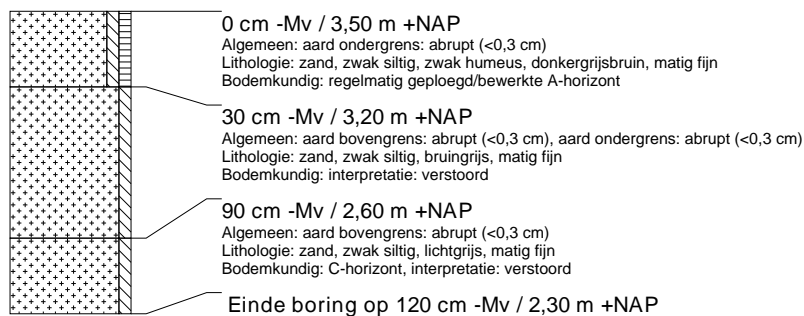 0 cm -Mv / 3,50 m +NAP
Algemeen: aard ondergrens: abrupt (<0,3 cm)
Lithologie: zand, zwak siltig, zwak humeus, donkergrijsbruin, matig fijn
Bodemkundig: regelmatig geploegd/bewerkte A-horizont
30 cm -Mv / 3,20 m +NAP
Algemeen: aard bovengrens: abrupt (<0,3 cm), aard ondergrens: abrupt (<0,3 cm)
Lithologie: zand, zwak siltig, bruingrijs, matig fijn
Bodemkundig: interpretatie: verstoord
90 cm -Mv / 2,60 m +NAP
Algemeen: aard bovengrens: abrupt (<0,3 cm)
Lithologie: zand, zwak siltig, lichtgrijs, matig fijn
Bodemkundig: C-horizont, interpretatie: verstoord
Einde boring op 120 cm -Mv / 2,30 m +NAP